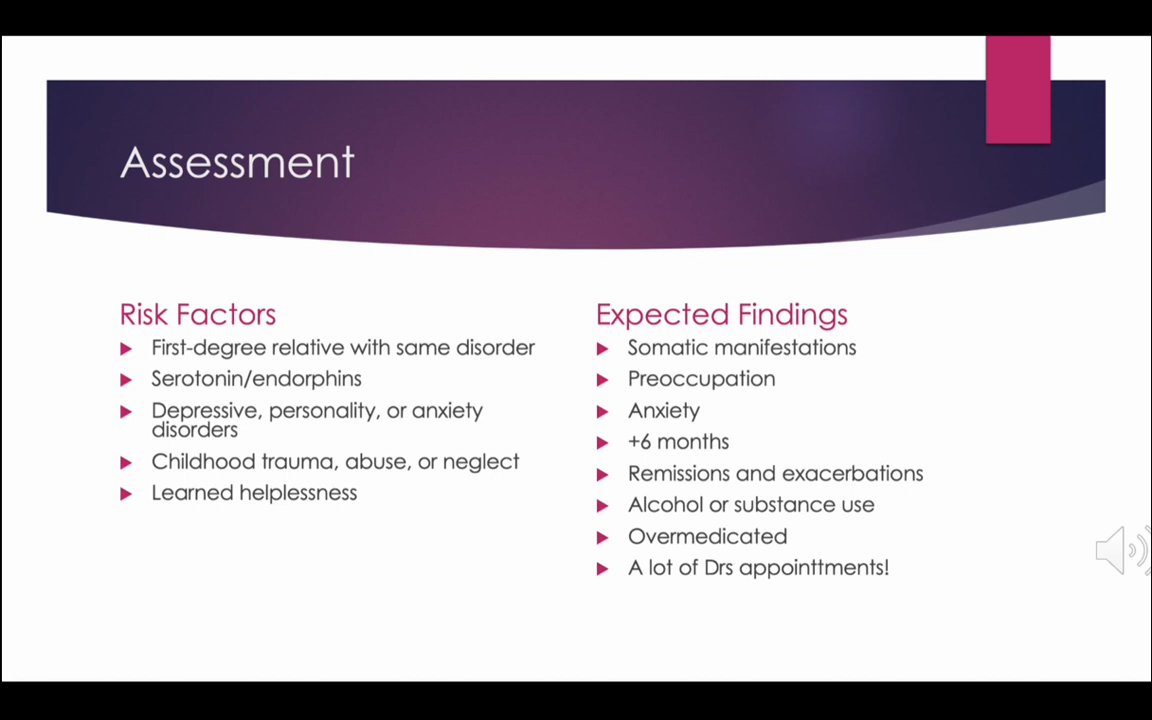 Assessment
Risk Factors
First-degree relative with same disorder
Serotonin/endorphins
Depressive, personality, or anxiety
disorders
Childhood trauma, abuse, or neglect
Learned helplessness
Expected Findings
Somatic manifestations
Preoccupation
Anxiety
+6 months
Remissions and exacerbations
Alcohol or substance use
Overmedicated
A lot of Drs appointtments!